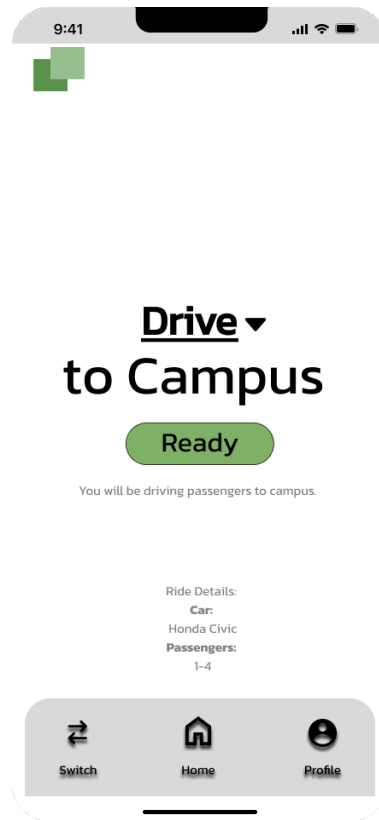 9:41
Drive
to Campus
Ready
You will be driving passengers to campus.
Ride Details:
Car:
Honda Civic
Passengers:
1-4
Switch Home Profile